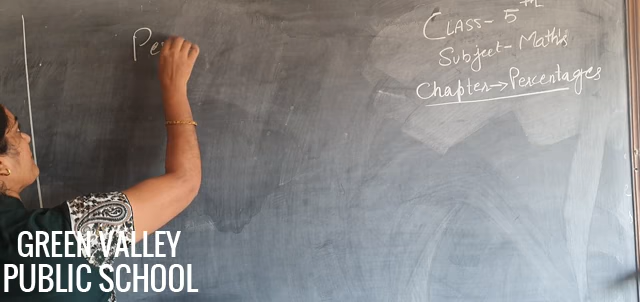 Pe
CLASS- 5th
Subject- Maths
Chapter→Percentages
GREEN VALLEY
PUBLIC SCHOOL